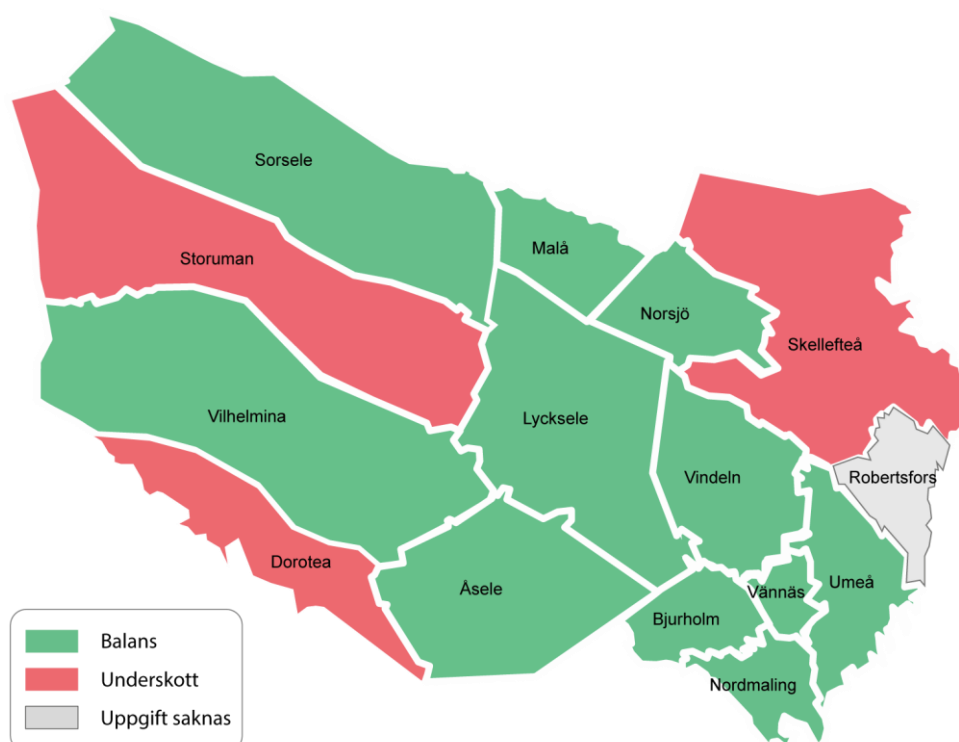 Sorsele
Malå
Storuman
Norsjö
Skellefteå
Vilhelmina
Lycksele
Vindeln
Robertsfors
Dorotea
Åsele
Vännäs
Umeå
Bjurholm
Nordmaling
Balans
Underskott
Uppgift saknas